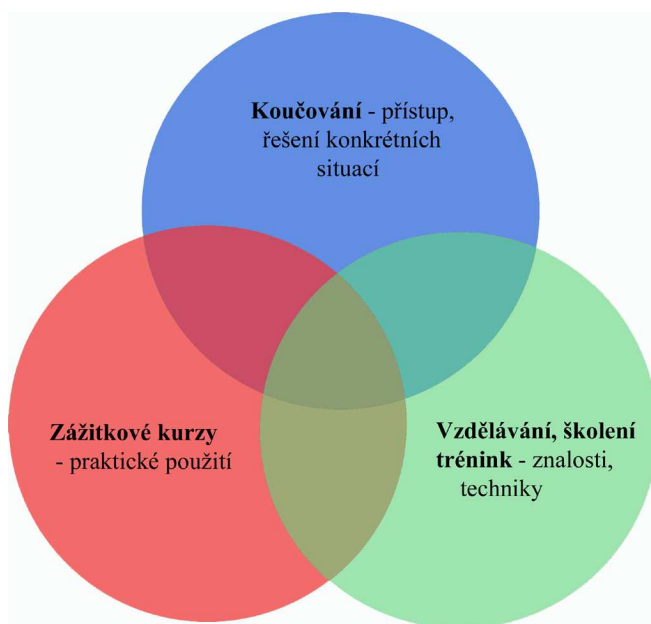 Koučování - přístup,
řešení konkrétních
situací
Zážitkové kurzy
- praktické použití
Vzdělávání, školení
trénink - znalosti,
techniky